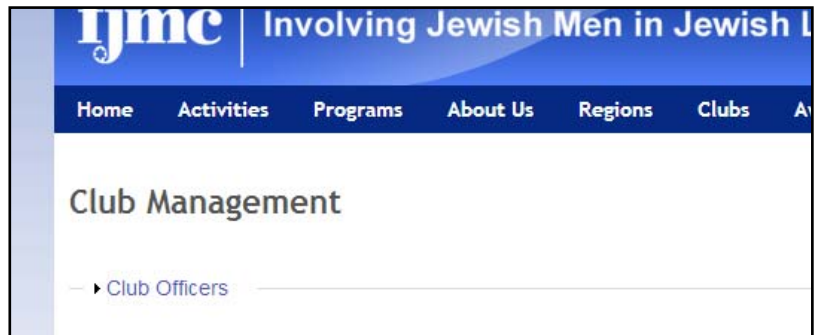 fjmc Involving Jewish Men in Jewish
Home Activities Programs About Us Regions Clubs
Club Management
Club Officers